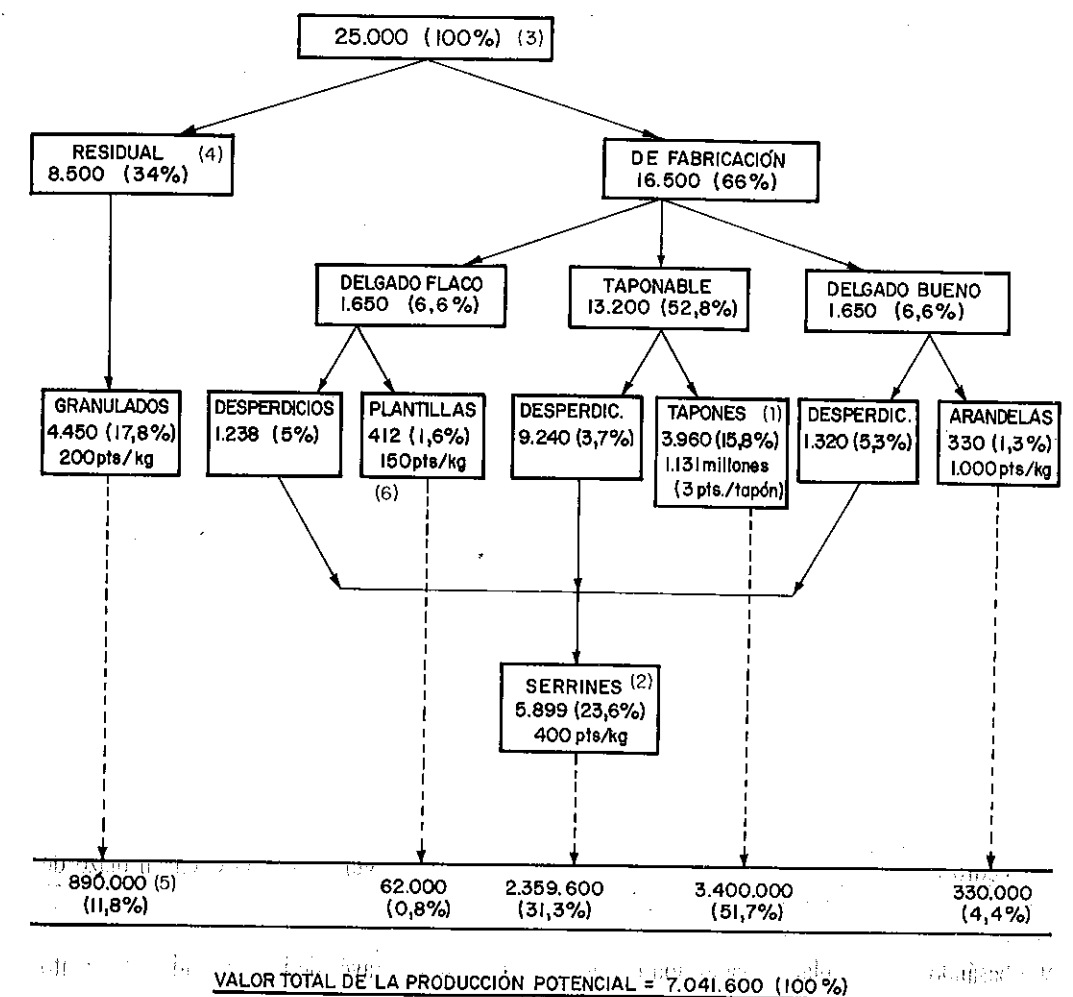 25.000 (100%) (3)
RESIDUAL (4)
8.500 (34%)
DE FABRICACIÓN
16.500 (66%)
DELGADO FLACO
1.650 (6,6%)
TAPONABLE
13.200 (52,8%)
DELGADO BUENO
1.650 (6,6%)
GRANULADOS
4.450 (17,8%)
200 pts/kg
DESPERDICIOS
1.238 (5%)
PLANTILLAS
412 (1,6%)
150 pts/kg
(6)
DESPERDIC.
9.240 (3,7%)
TAPONES (1)
3.960 (15,8%)
1.131 millones
(3 pts./tapón)
DESPERDIC.
1.320 (5,3%)
ARANDELAS
330 (1,3%)
1.000 pts/kg
SERRINES (2)
5.899 (23,6%)
400 pts/kg
890.000 (5)
(11,8%)
62.000
(0,8%)
2.359.600
(31,3%)
3.400.000
(51,7%)
330.000
(4,4%)
VALOR TOTAL DE LA PRODUCCIÓN POTENCIAL = 7.041.600 (100%)